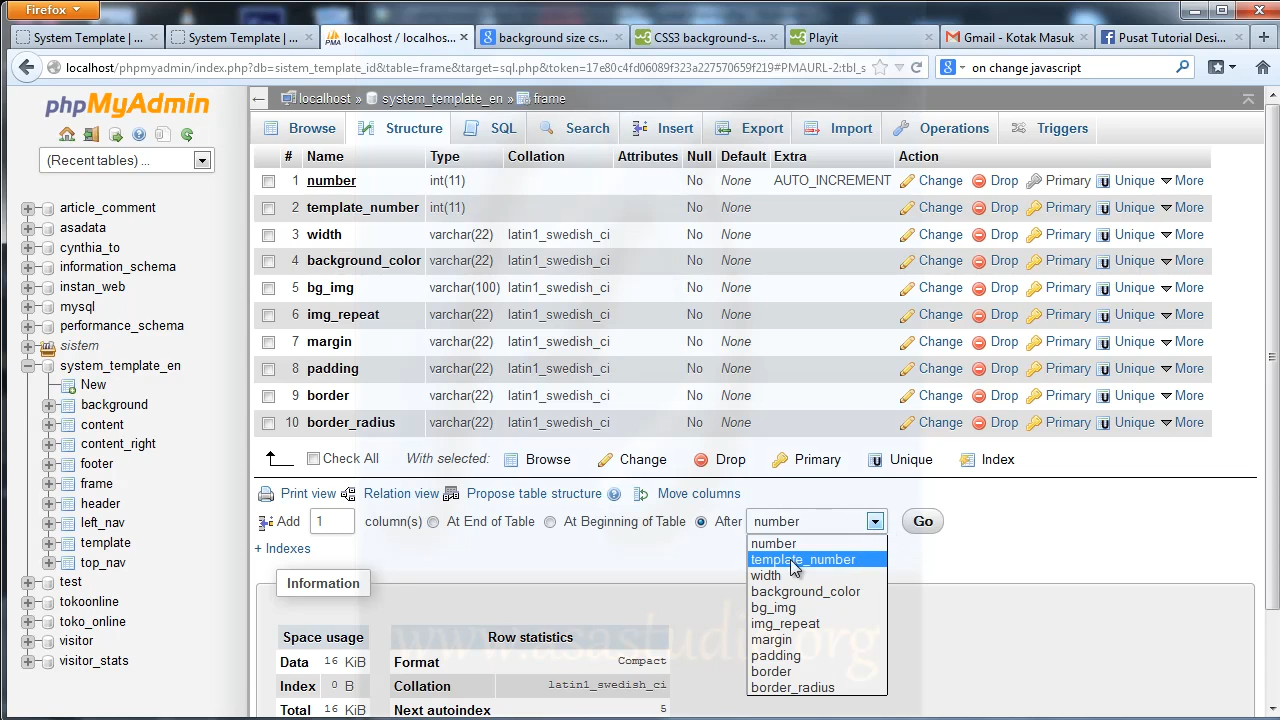 Firefox
System Template | ...
System Template | ...
localhost / localhos...
background size cs...
CSS3 background-s...
Playit
Gmail - Kotak Masuk
Pusat Tutorial Desi...
localhost/phpmyadmin/index.php?db=sistem_template_id&table=frame&target=sql.php&token=17e80c4fd06089f323a227570659f219#PMAURL-2:tbl_s
on change javascript
phpMyAdmin
(Recent tables) ...
article_comment
asadata
cynthia_to
information_schema
instan_web
mysql
performance_schema
sistem
system_template_en
New
background
content
content_right
footer
frame
header
left_nav
template
top_nav
test
tokoonline
toko_online
visitor
visitor_stats
localhost » system_template_en » frame
Browse Structure SQL Search Insert Export Import Operations Triggers
# Name Type Collation Attributes Null Default Extra Action
1 number int(11) No None AUTO_INCREMENT Change Drop Primary Unique More
2 template_number int(11) No None Change Drop Primary Unique More
3 width varchar(22) latin1_swedish_ci No None Change Drop Primary Unique More
4 background_color varchar(22) latin1_swedish_ci No None Change Drop Primary Unique More
5 bg_img varchar(100) latin1_swedish_ci No None Change Drop Primary Unique More
6 img_repeat varchar(22) latin1_swedish_ci No None Change Drop Primary Unique More
7 margin varchar(22) latin1_swedish_ci No None Change Drop Primary Unique More
8 padding varchar(22) latin1_swedish_ci No None Change Drop Primary Unique More
9 border varchar(22) latin1_swedish_ci No None Change Drop Primary Unique More
10 border_radius varchar(22) latin1_swedish_ci No None Change Drop Primary Unique More
Check All With selected: Browse Change Drop Primary Unique Index
Print view Relation view Propose table structure Move columns
Add 1 column(s) At End of Table At Beginning of Table After number Go
+ Indexes
number
template_number
width
background_color
bg_img
img_repeat
margin
padding
border
border_radius
Information
Space usage
Data 16 KiB
Index 0 B
Total 16 KiB
Row statistics
Format Compact
Collation latin1_swedish_ci
Next autoindex 5